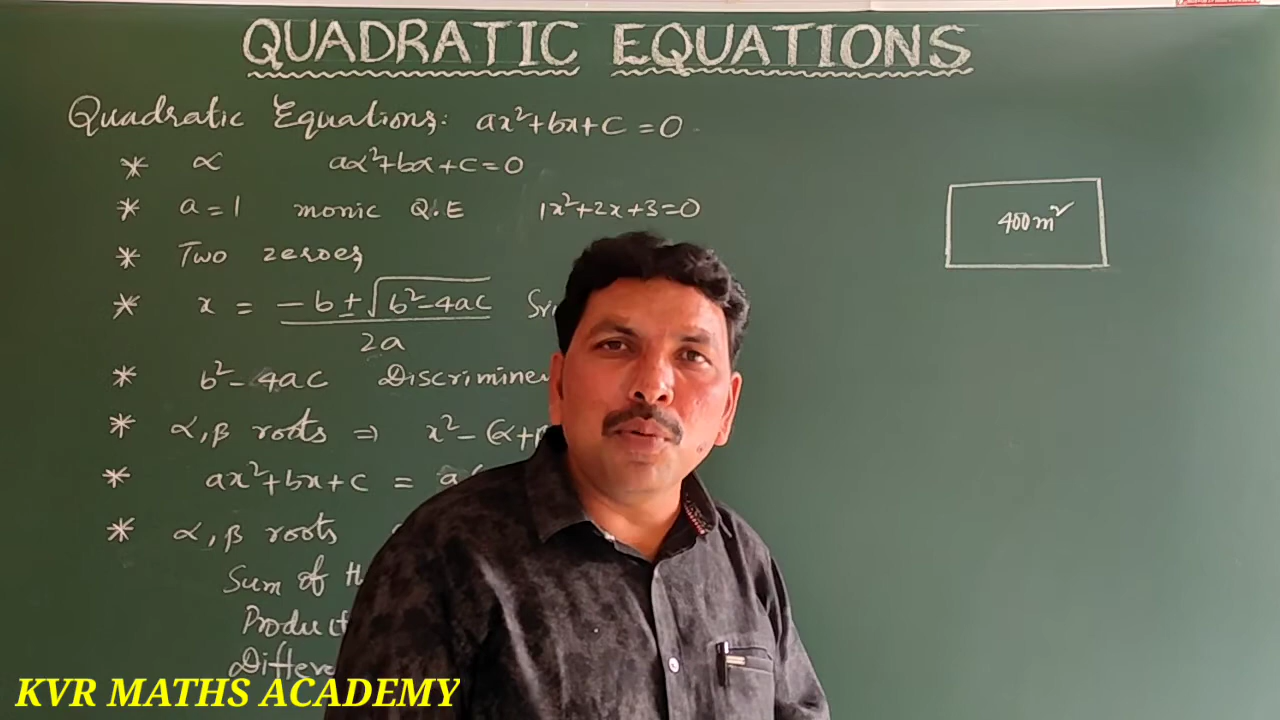 QUADRATIC EQUATIONS
Quadratic Equations: ax²+bx+c=0
* α aα²+bα+c=0
* a=1 monic Q.E 1x²+2x+3=0
* Two zeroes
* x = -b±√b²-4ac / 2a
* b²-4ac
* α,β roots ⇒ x²-(α+β
* ax²+bx+c = a(
* α,β roots
Sum of
400m²
KVR MATHS ACADEMY